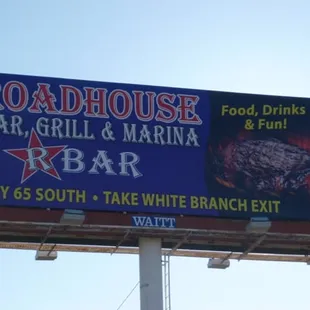 ROADHOUSE
AR, GRILL & MARINA
R BAR
Y 65 SOUTH • TAKE WHITE BRANCH EXIT
Food, Drinks
& Fun!
WAITT